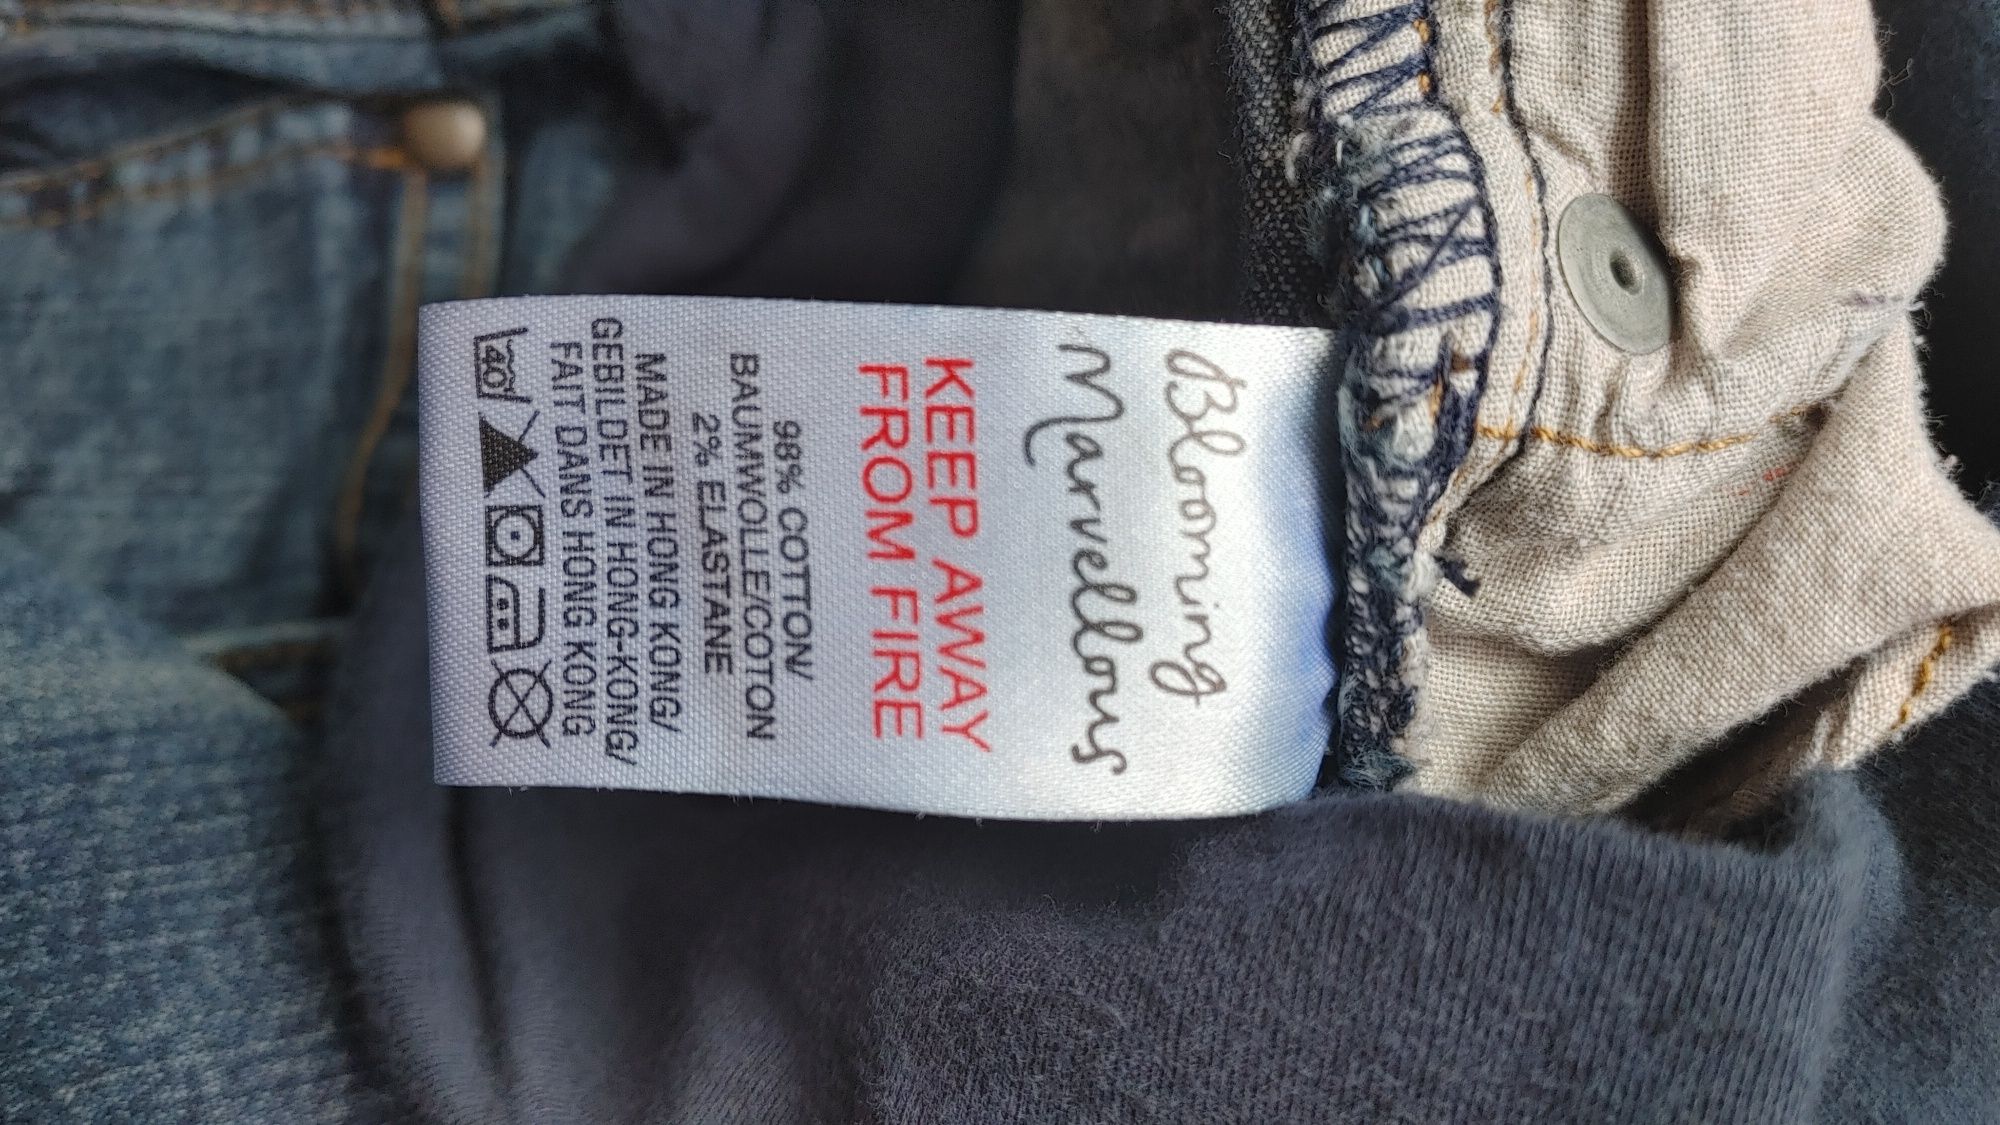 Blooming
Marvellous
KEEP AWAY
FROM FIRE
98% COTTON/
BAUMWOLLE/COTON
2% ELASTANE
MADE IN HONG KONG/
GEBILDET IN HONG-KONG/
FAIT DANS HONG KONG
40